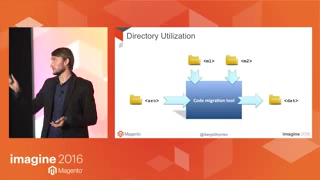 Directory Utilization
<m1>
<m2>
<src>
Code migration tool
<dst>
Magento
imagine 2016
imagine 2016
Magento